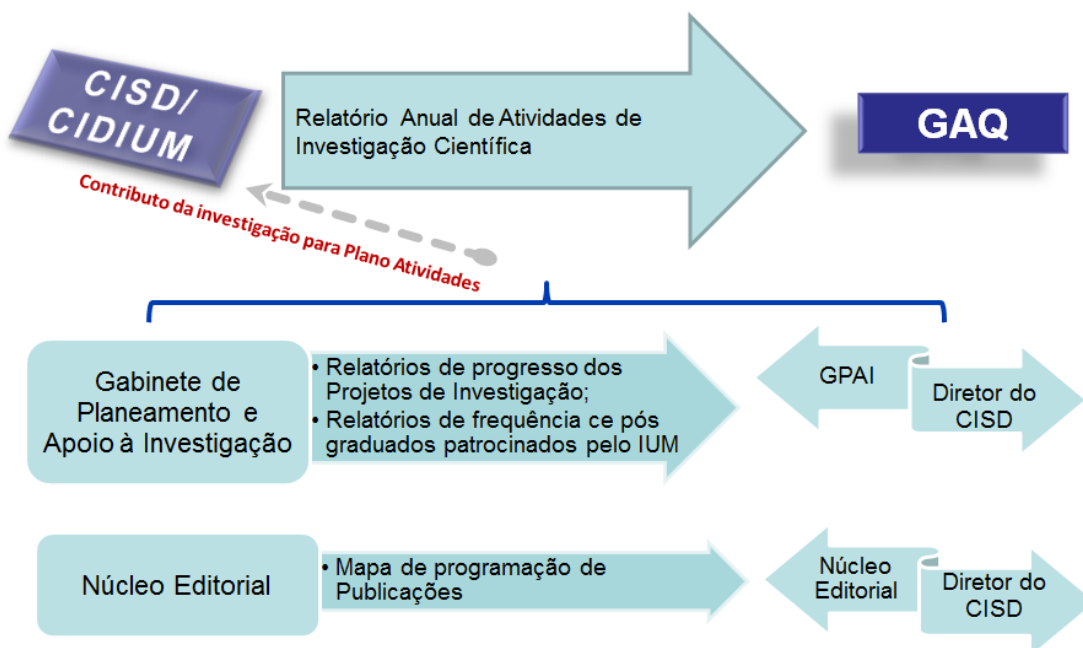 CISD/
CIDIUM
Relatório Anual de Atividades de
Investigação Científica
GAQ
Contributo da investigação para Plano Atividades
Gabinete de
Planeamento e
Apoio à Investigação
• Relatórios de progresso dos
Projetos de Investigação;
• Relatórios de frequência ce pós
graduados patrocinados pelo IUM
GPAI
Diretor do
CISD
Núcleo Editorial
• Mapa de programação de
Publicações
Núcleo
Editorial
Diretor do
CISD